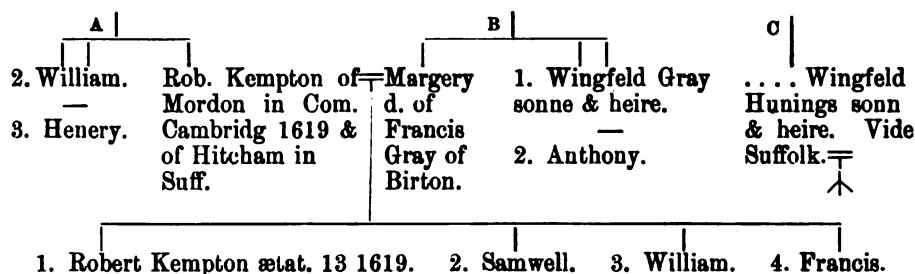 A
B
C
2. William.
—
3. Henery.
Rob. Kempton of
Mordon in Com.
Cambridg 1619 &
of Hitcham in
Suff.
Margery
d. of
Francis
Gray of
Birton.
1. Wingfeld Gray
sonne & heire.
—
2. Anthony.
.... Wingfeld
Hunings sonn
& heire. Vide
Suffolk.
1. Robert Kempton ætat. 13 1619. 2. Samwell. 3. William. 4. Francis.